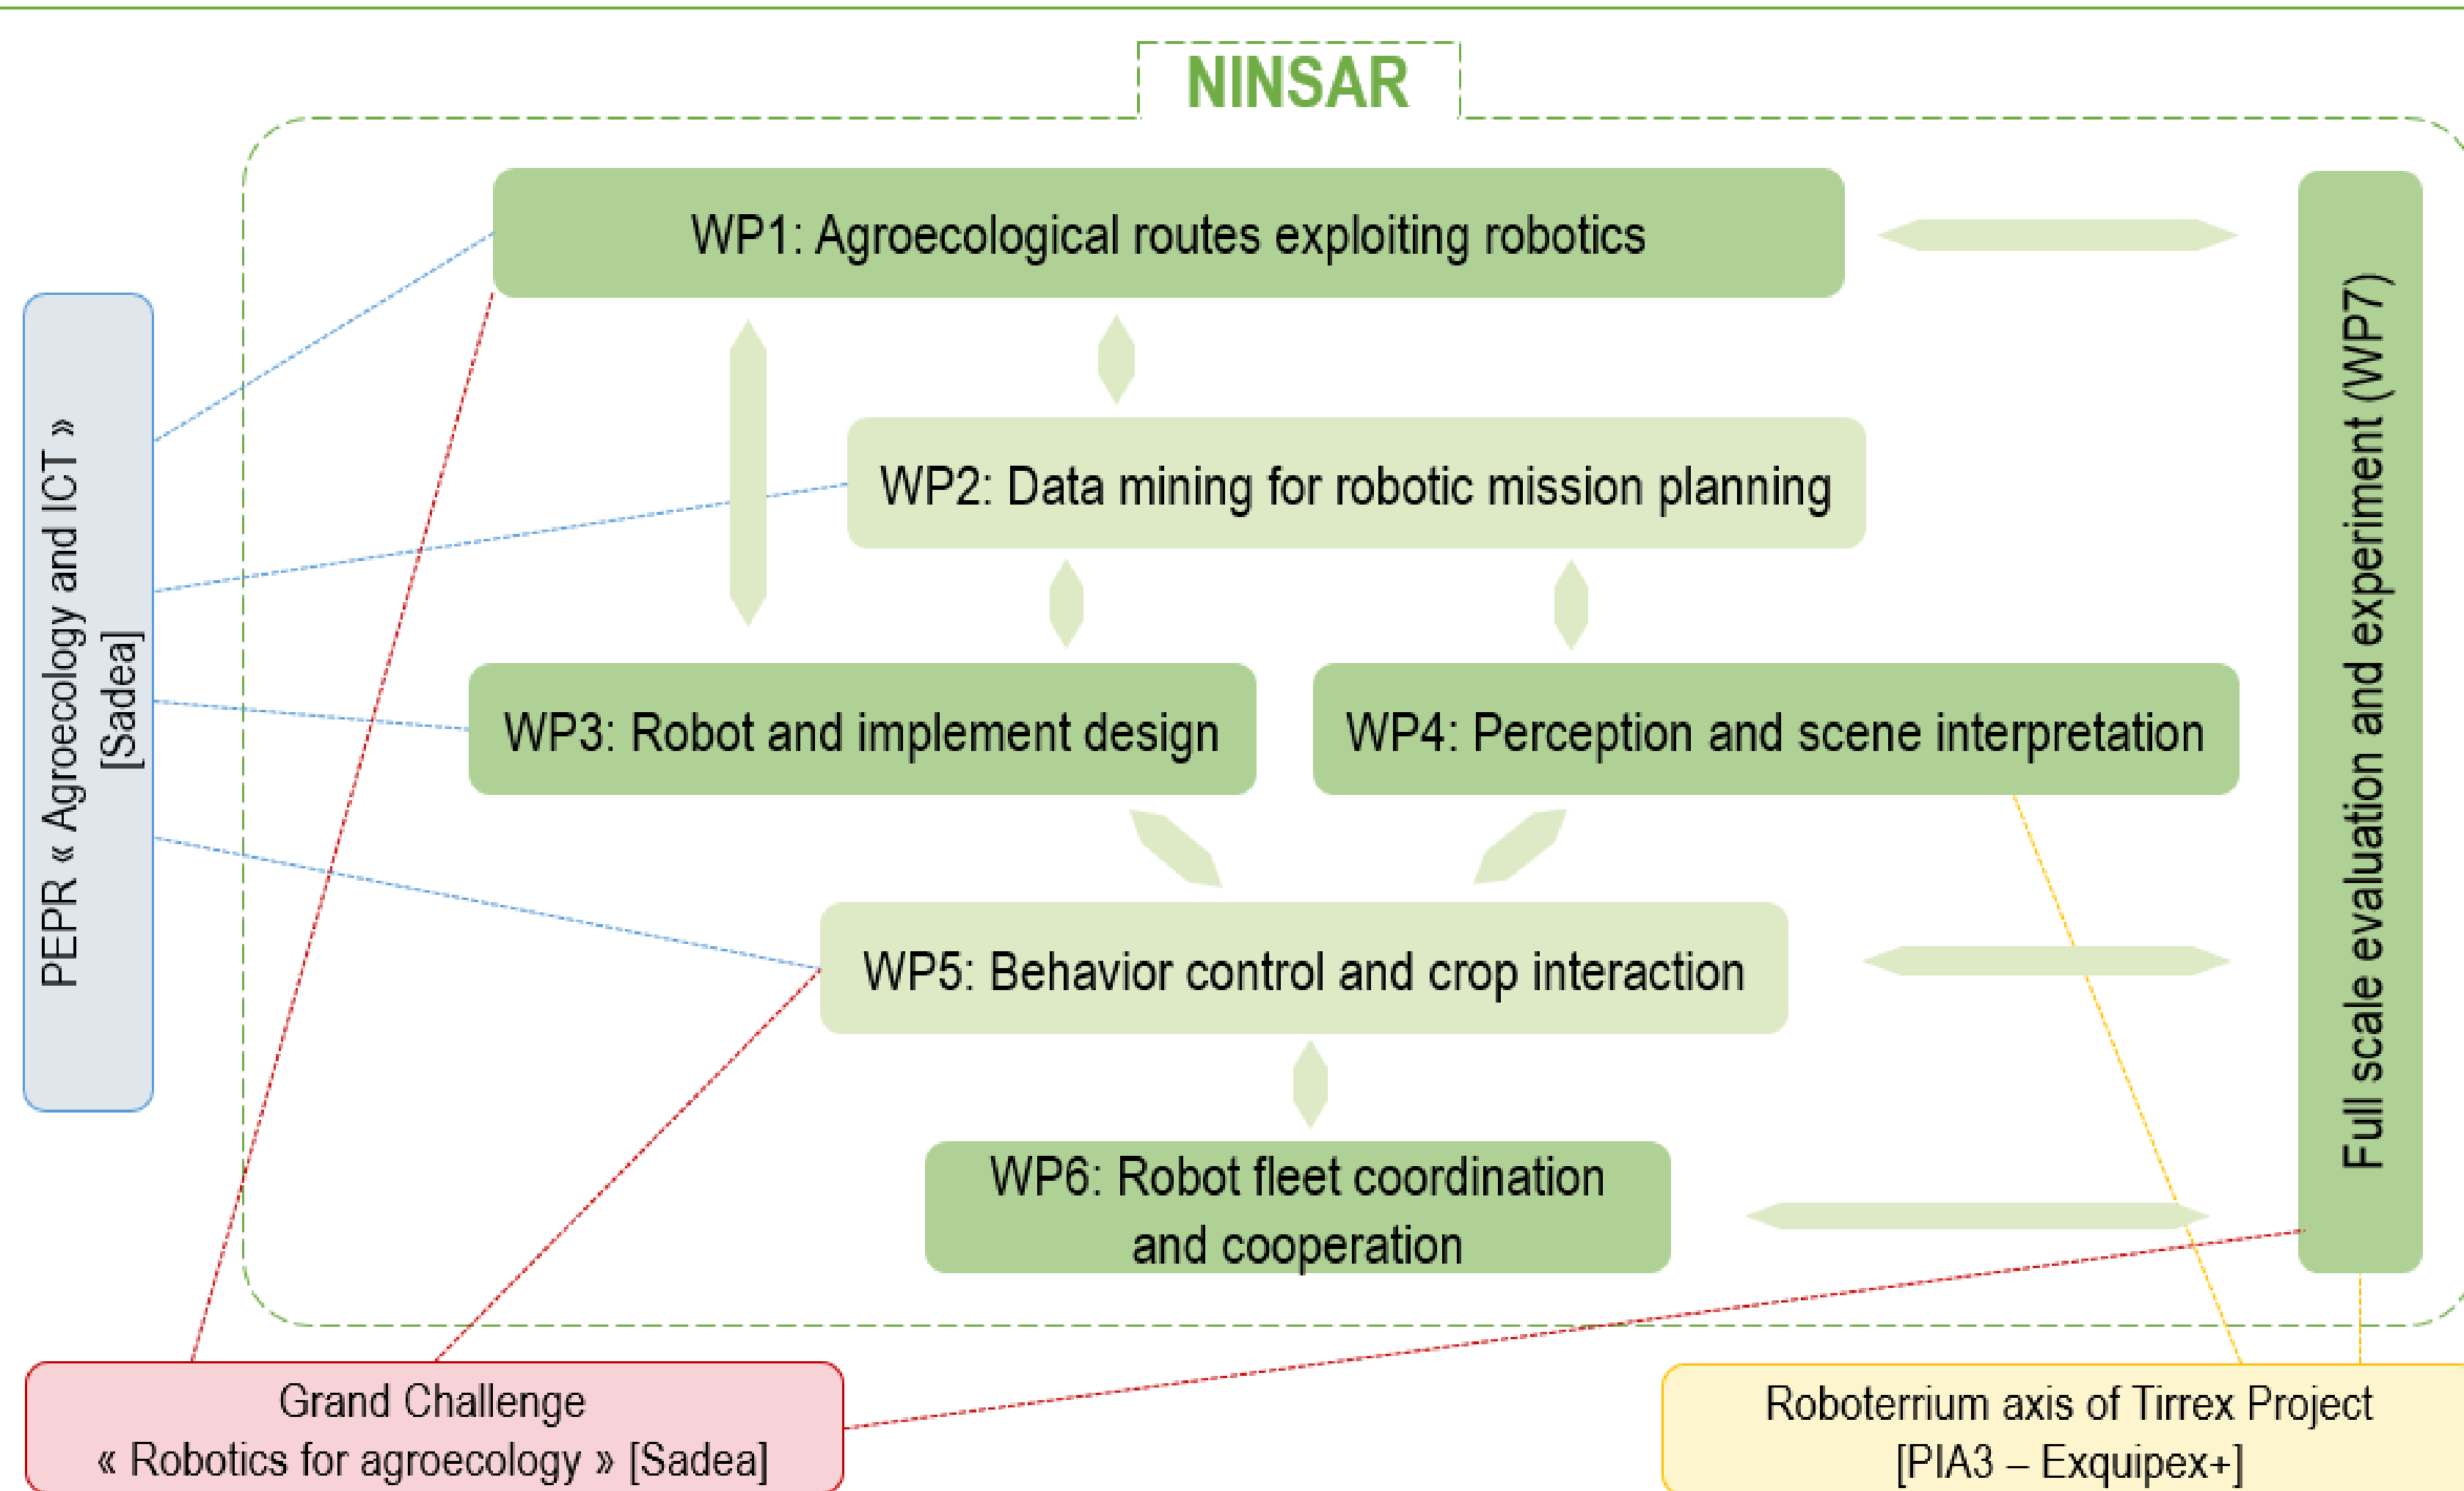 NINSAR
WP1: Agroecological routes exploiting robotics
WP2: Data mining for robotic mission planning
WP3: Robot and implement design
WP4: Perception and scene interpretation
WP5: Behavior control and crop interaction
WP6: Robot fleet coordination
and cooperation
Full scale evaluation and experiment (WP7)
PEPR « Agroecology and ICT »
[Sadea]
Grand Challenge
« Robotics for agroecology » [Sadea]
Roboterrium axis of Tirrex Project
[PIA3 – Exquipex+]